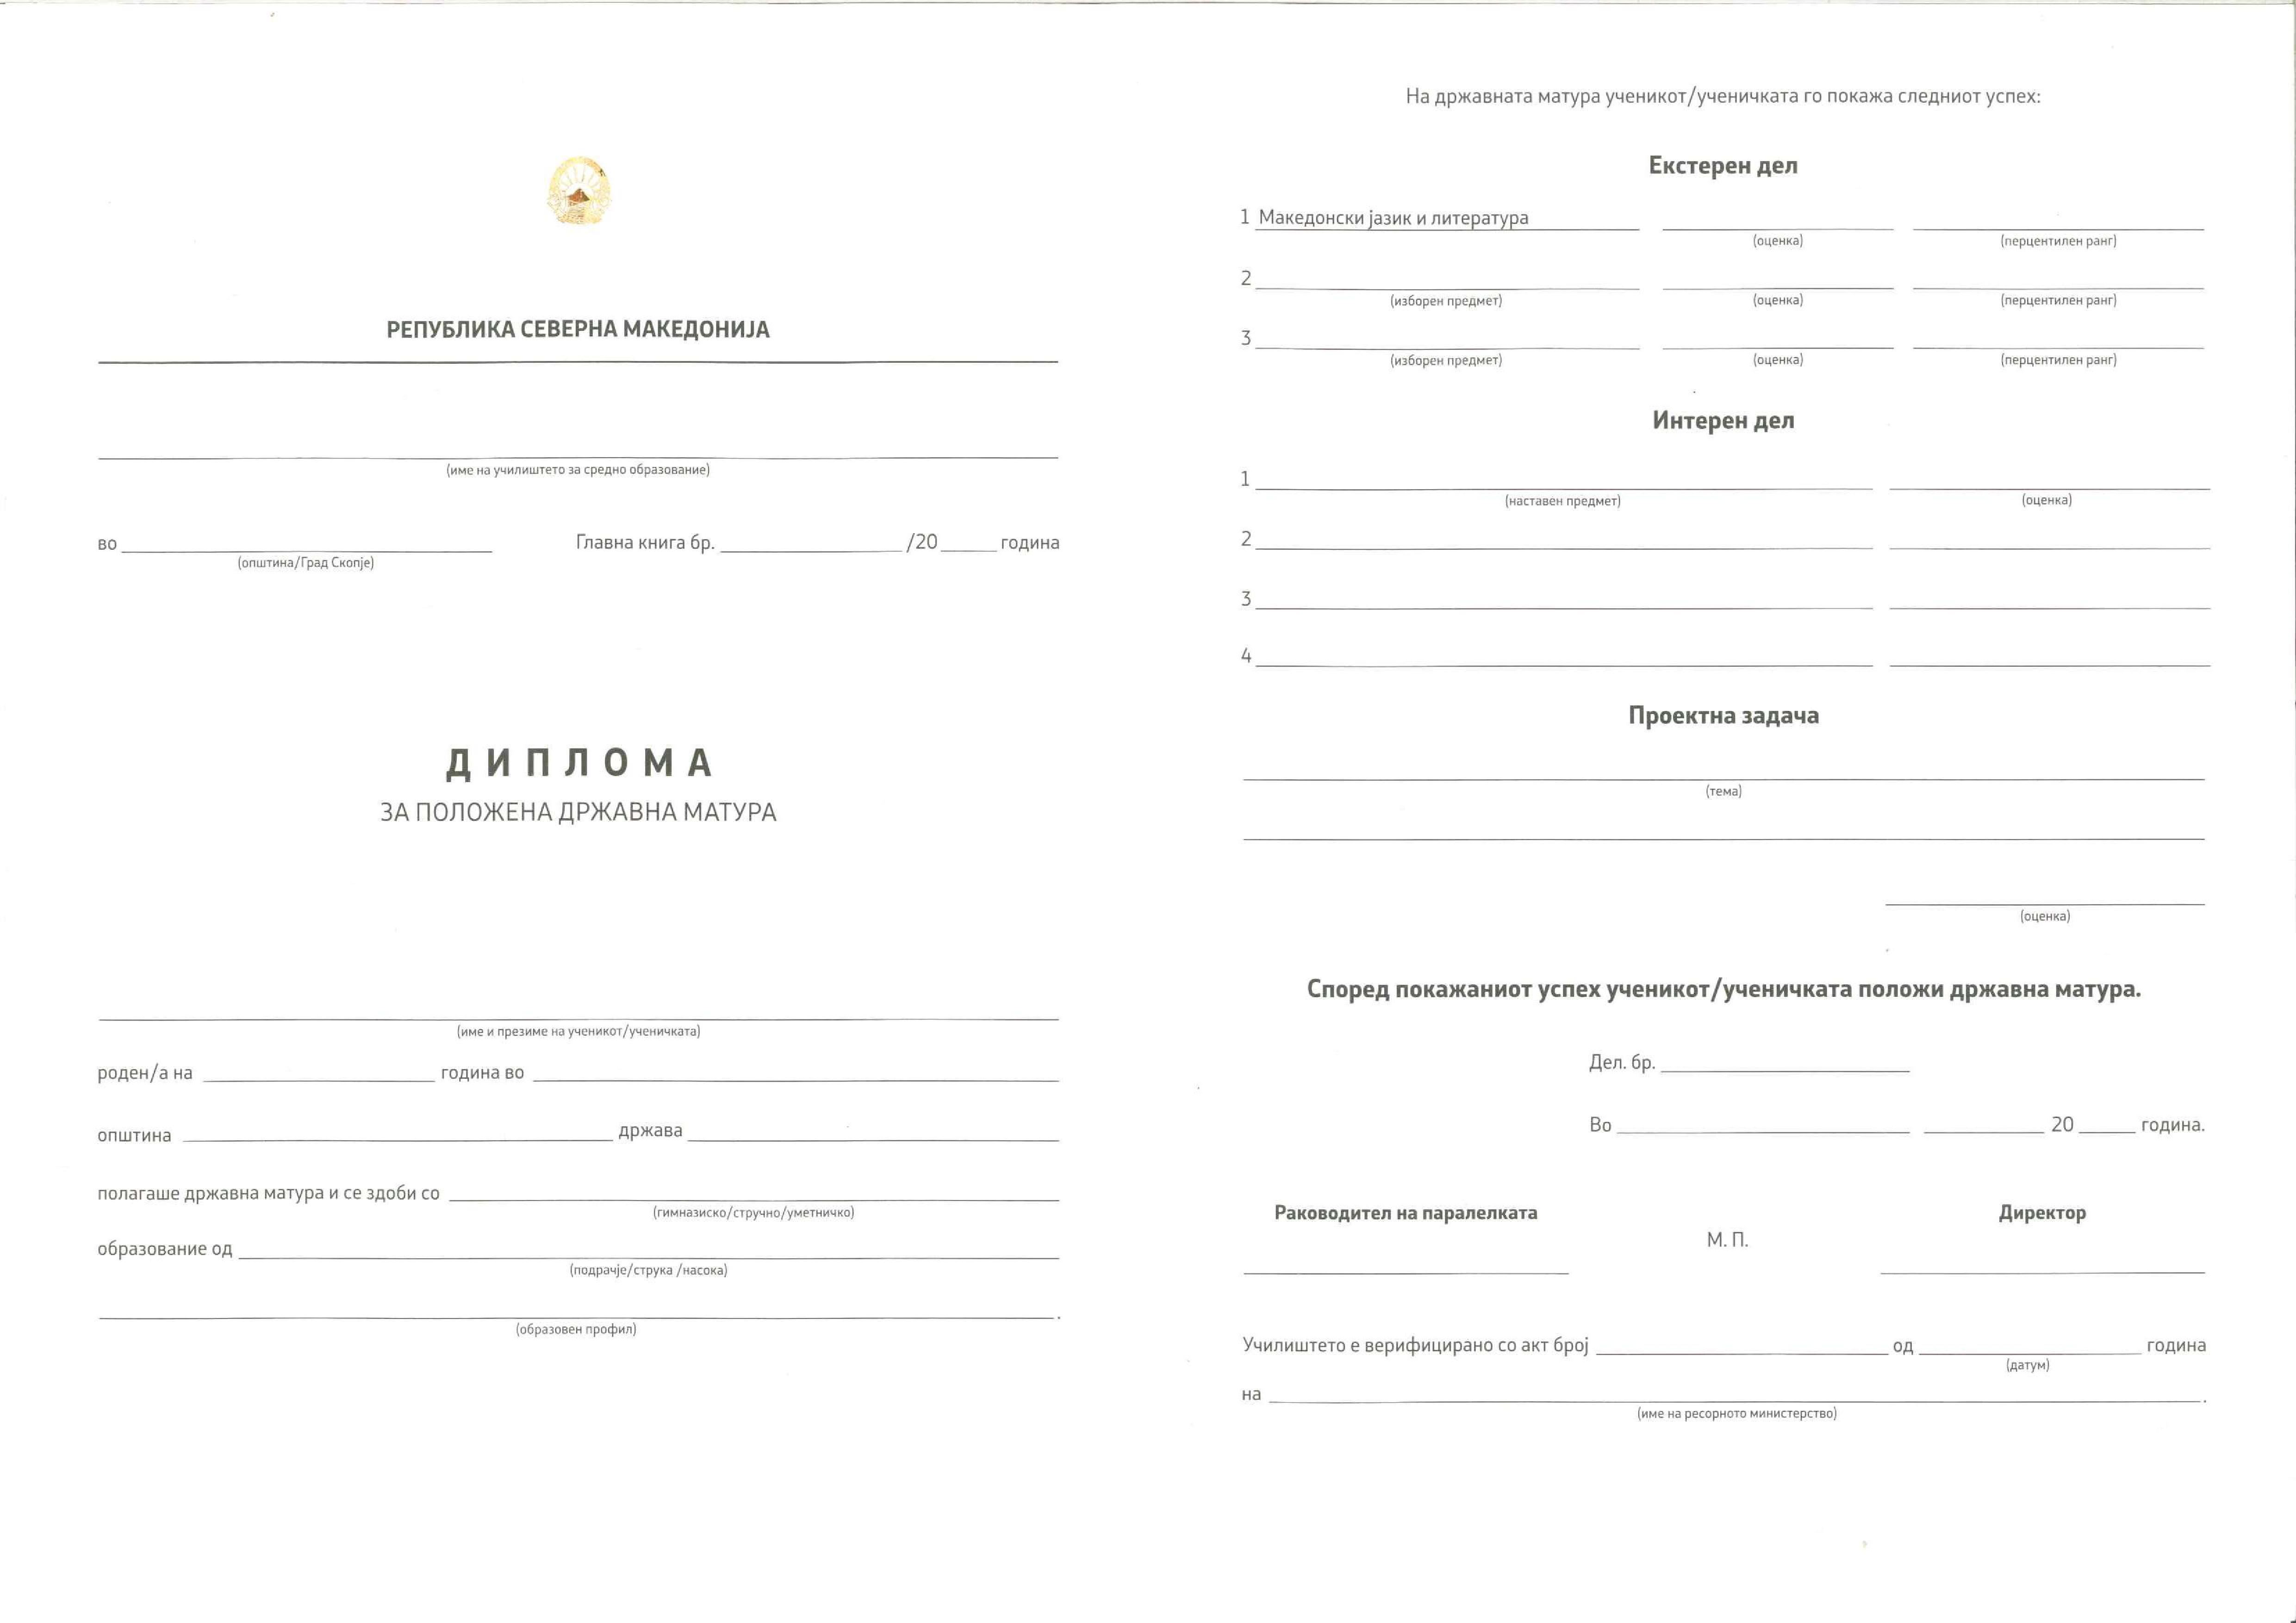 РЕПУБЛИКА СЕВЕРНА МАКЕДОНИЈА
(име на училиштето за средно образование)
во Главна книга бр. /20 година
(општина/Град Скопје)
ДИПЛОМА
ЗА ПОЛОЖЕНА ДРЖАВНА МАТУРА
(име и презиме на ученикот/ученичката)
роден/а на година во
општина држава
полагаше државна матура и се здоби со
(гимназиско/стручно/уметничко)
образование од
(подрачје/струка /насока)
.
(образовен профил)
На државната матура ученикот/ученичката го покажа следниот успех:
Екстерен дел
1 Македонски јазик и литература
(оценка) (перцентилен ранг)
2
(изборен предмет) (оценка) (перцентилен ранг)
3
(изборен предмет) (оценка) (перцентилен ранг)
Интерен дел
1
(наставен предмет) (оценка)
2
3
4
Проектна задача
(тема)
(оценка)
Според покажаниот успех ученикот/ученичката положи државна матура.
Дел. бр.
Во 20 година.
Раководител на паралелката Директор
М. П.
Училиштето е верифицирано со акт број од година
(датум)
на .
(име на ресорното министерство)